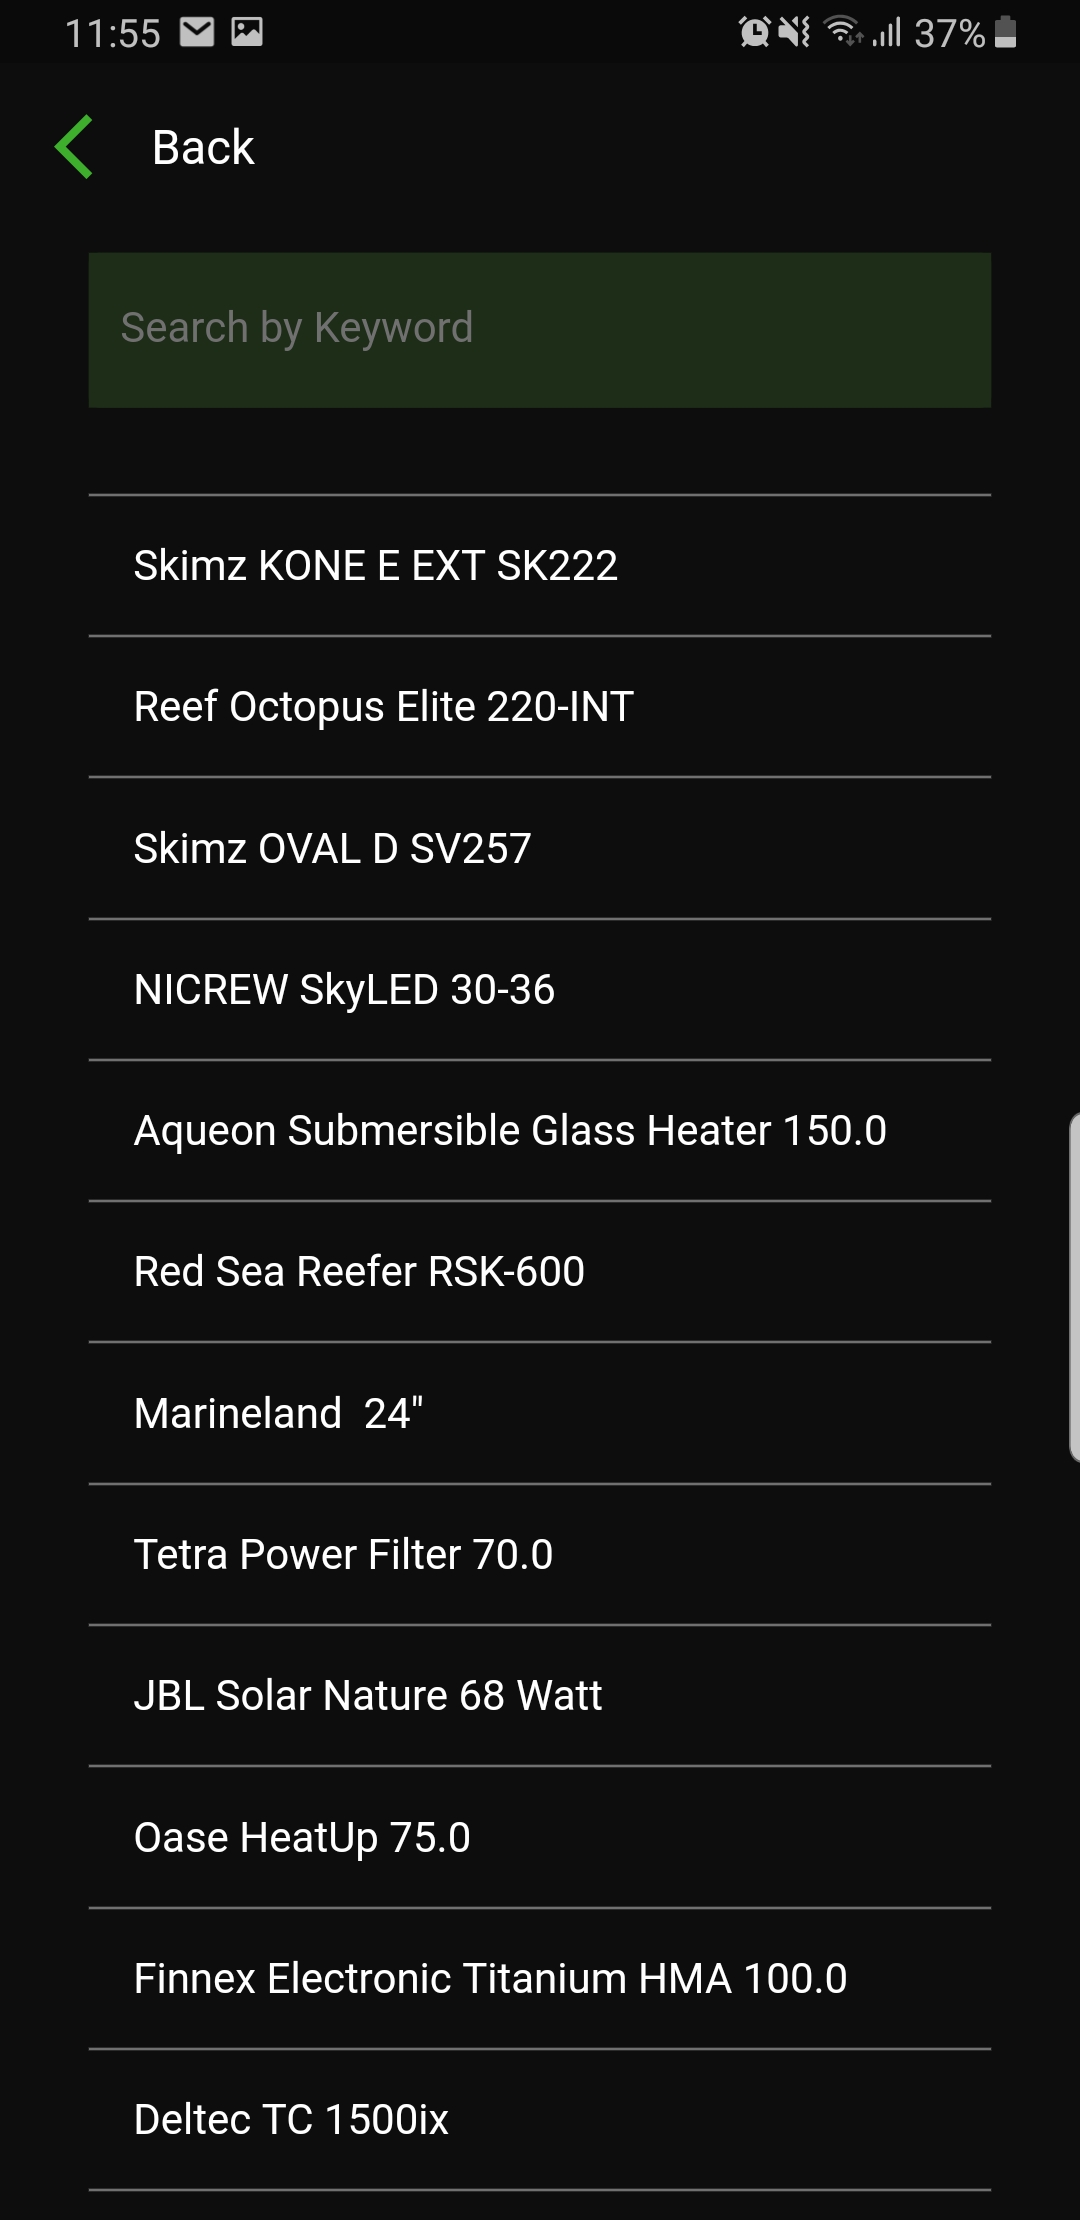 11:55
37%
Back
Search by Keyword
Skimz KONE E EXT SK222
Reef Octopus Elite 220-INT
Skimz OVAL D SV257
NICREW SkyLED 30-36
Aqueon Submersible Glass Heater 150.0
Red Sea Reefer RSK-600
Marineland  24"
Tetra Power Filter 70.0
JBL Solar Nature 68 Watt
Oase HeatUp 75.0
Finnex Electronic Titanium HMA 100.0
Deltec TC 1500ix